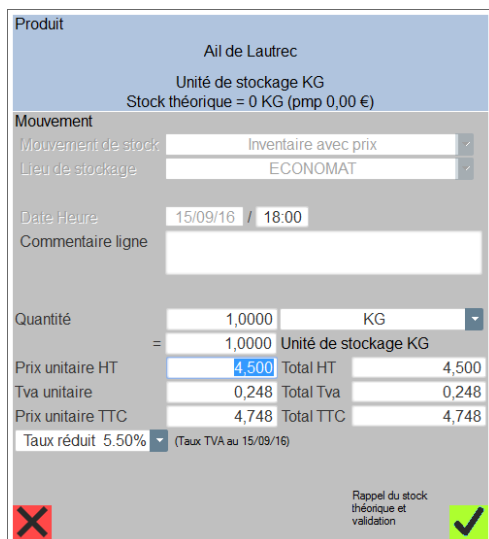 Produit
Ail de Lautrec
Unité de stockage KG
Stock théorique = 0 KG (pmp 0,00 €)
Mouvement
Mouvement de stock Inventaire avec prix
Lieu de stockage ECONOMAT
Date Heure 15/09/16 / 18:00
Commentaire ligne
Quantité 1,0000 KG
= 1,0000 Unité de stockage KG
Prix unitaire HT 4,500 Total HT 4,500
Tva unitaire 0,248 Total Tva 0,248
Prix unitaire TTC 4,748 Total TTC 4,748
Taux réduit 5.50% (Taux TVA au 15/09/16)
Rappel du stock
théorique et
validation